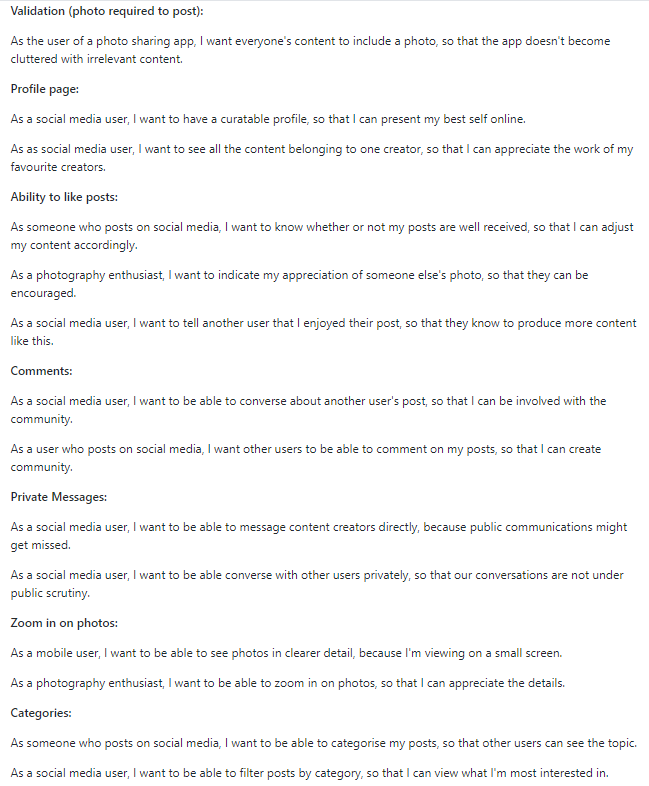 Validation (photo required to post):
As the user of a photo sharing app, I want everyone's content to include a photo, so that the app doesn't become
cluttered with irrelevant content.
Profile page:
As a social media user, I want to have a curatable profile, so that I can present my best self online.
As as social media user, I want to see all the content belonging to one creator, so that I can appreciate the work of my
favourite creators.
Ability to like posts:
As someone who posts on social media, I want to know whether or not my posts are well received, so that I can adjust
my content accordingly.
As a photography enthusiast, I want to indicate my appreciation of someone else's photo, so that they can be
encouraged.
As a social media user, I want to tell another user that I enjoyed their post, so that they know to produce more content
like this.
Comments:
As a social media user, I want to be able to converse about another user's post, so that I can be involved with the
community.
As a user who posts on social media, I want other users to be able to comment on my posts, so that I can create
community.
Private Messages:
As a social media user, I want to be able to message content creators directly, because public communications might
get missed.
As a social media user, I want to be able converse with other users privately, so that our conversations are not under
public scrutiny.
Zoom in on photos:
As a mobile user, I want to be able to see photos in clearer detail, because I'm viewing on a small screen.
As a photography enthusiast, I want to be able to zoom in on photos, so that I can appreciate the details.
Categories:
As someone who posts on social media, I want to be able to categorise my posts, so that other users can see the topic.
As a social media user, I want to be able to filter posts by category, so that I can view what I'm most interested in.